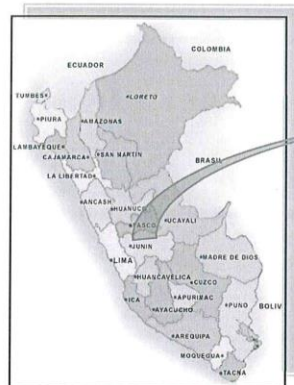 COLOMBIA
ECUADOR
TUMBES
LORETO
PIURA
AMAZONAS
LAMBAYEQUE
CAJAMARCA
SAN MARTÍN
BRASIL
LA LIBERTAD
ANCASH
HUANUCO
UCAYALI
PASCO
JUNIN
LIMA
MADRE DE DIOS
HUANCAVELICA
CUZCO
ICA
APURIMAC
PUNO
BOLIV
AYACUCHO
AREQUIPA
MOQUEGUA
TACNA